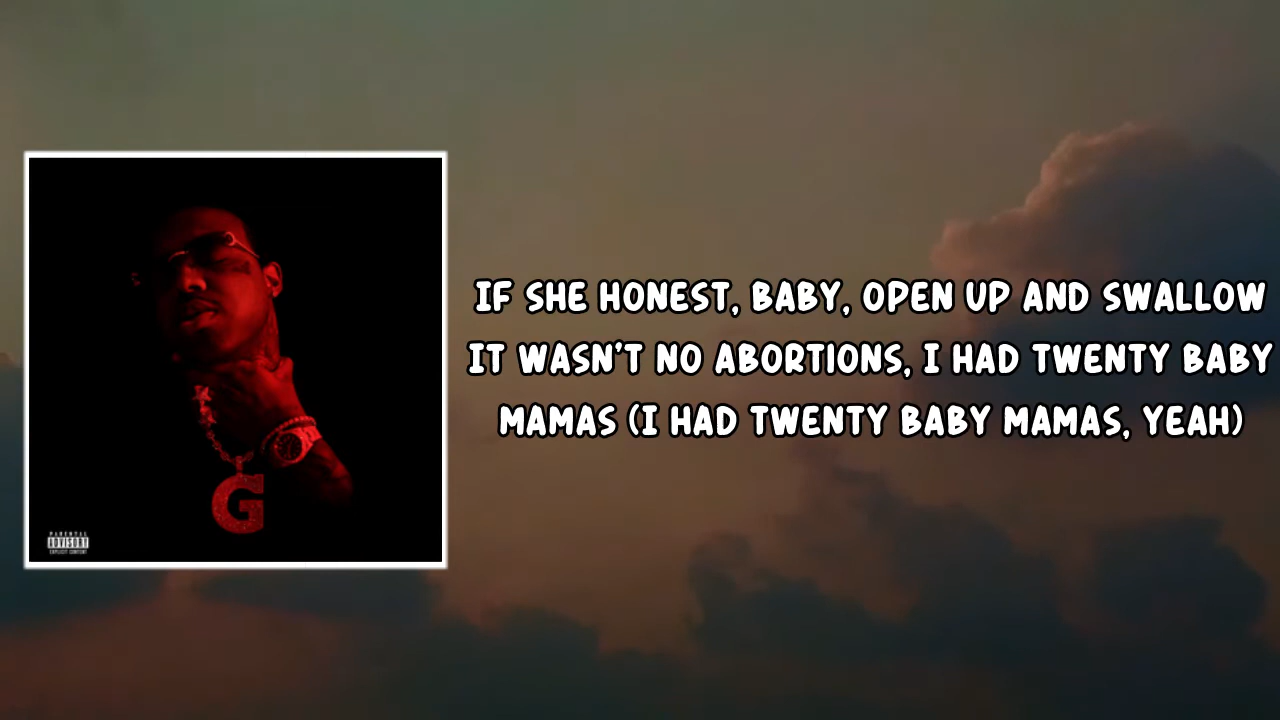 IF SHE HONEST, BABY, OPEN UP AND SWALLOW
IT WASN'T NO ABORTIONS, I HAD TWENTY BABY
MAMAS (I HAD TWENTY BABY MAMAS, YEAH)
G
PARENTAL
ADVISORY
EXPLICIT CONTENT